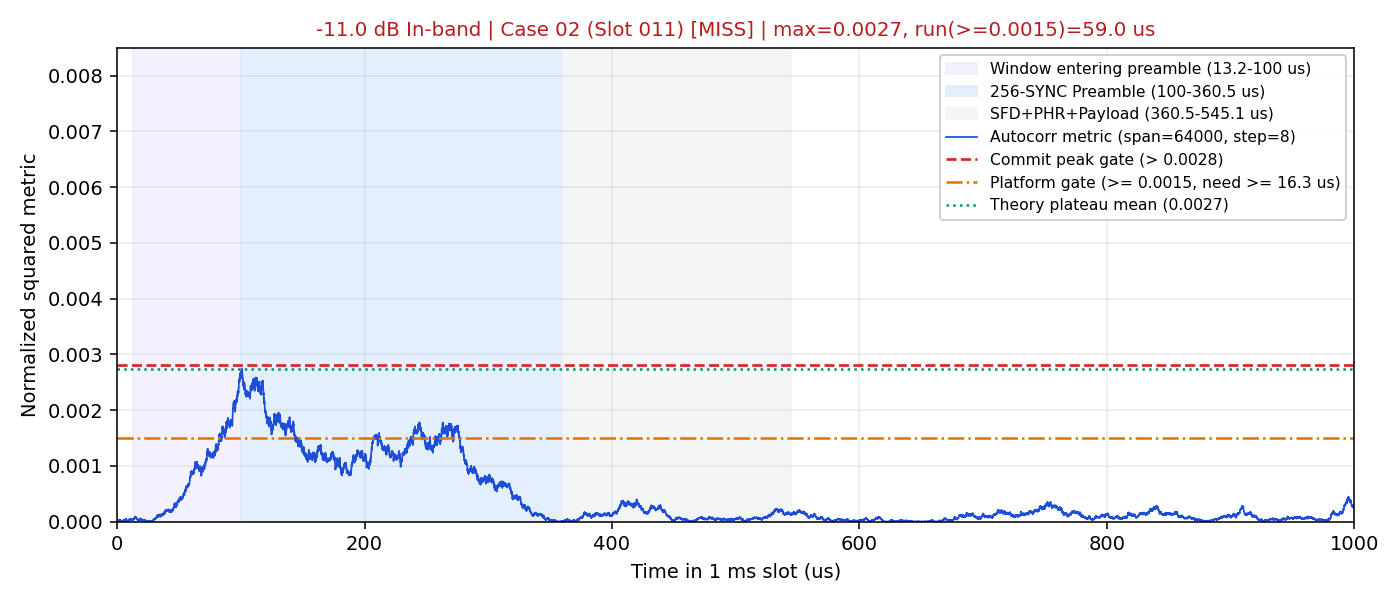 -11.0 dB In-band | Case 02 (Slot 011) [MISS] | max=0.0027, run(>=0.0015)=59.0 us
Normalized squared metric
0.008
0.007
0.006
0.005
0.004
0.003
0.002
0.001
0.000
Window entering preamble (13.2-100 us)
256-SYNC Preamble (100-360.5 us)
SFD+PHR+Payload (360.5-545.1 us)
Autocorr metric (span=64000, step=8)
Commit peak gate (> 0.0028)
Platform gate (>= 0.0015, need >= 16.3 us)
Theory plateau mean (0.0027)
0 200 400 600 800 1000
Time in 1 ms slot (us)